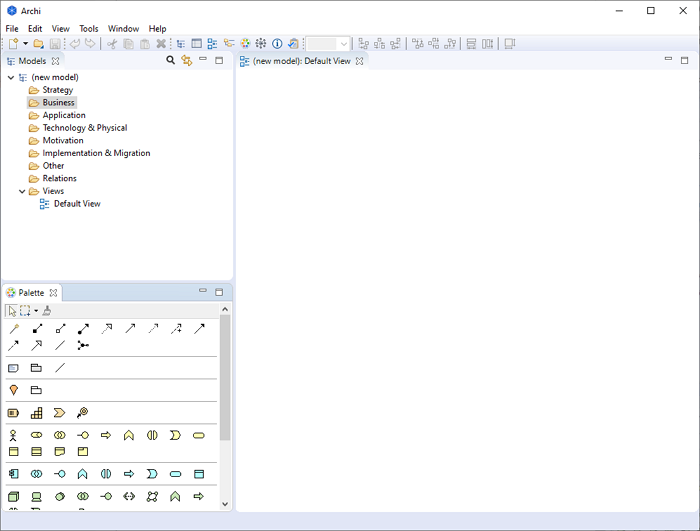 Archi
File Edit View Tools Window Help
Models
(new model): Default View
(new model)
Strategy
Business
Application
Technology & Physical
Motivation
Implementation & Migration
Other
Relations
Views
Default View
Palette